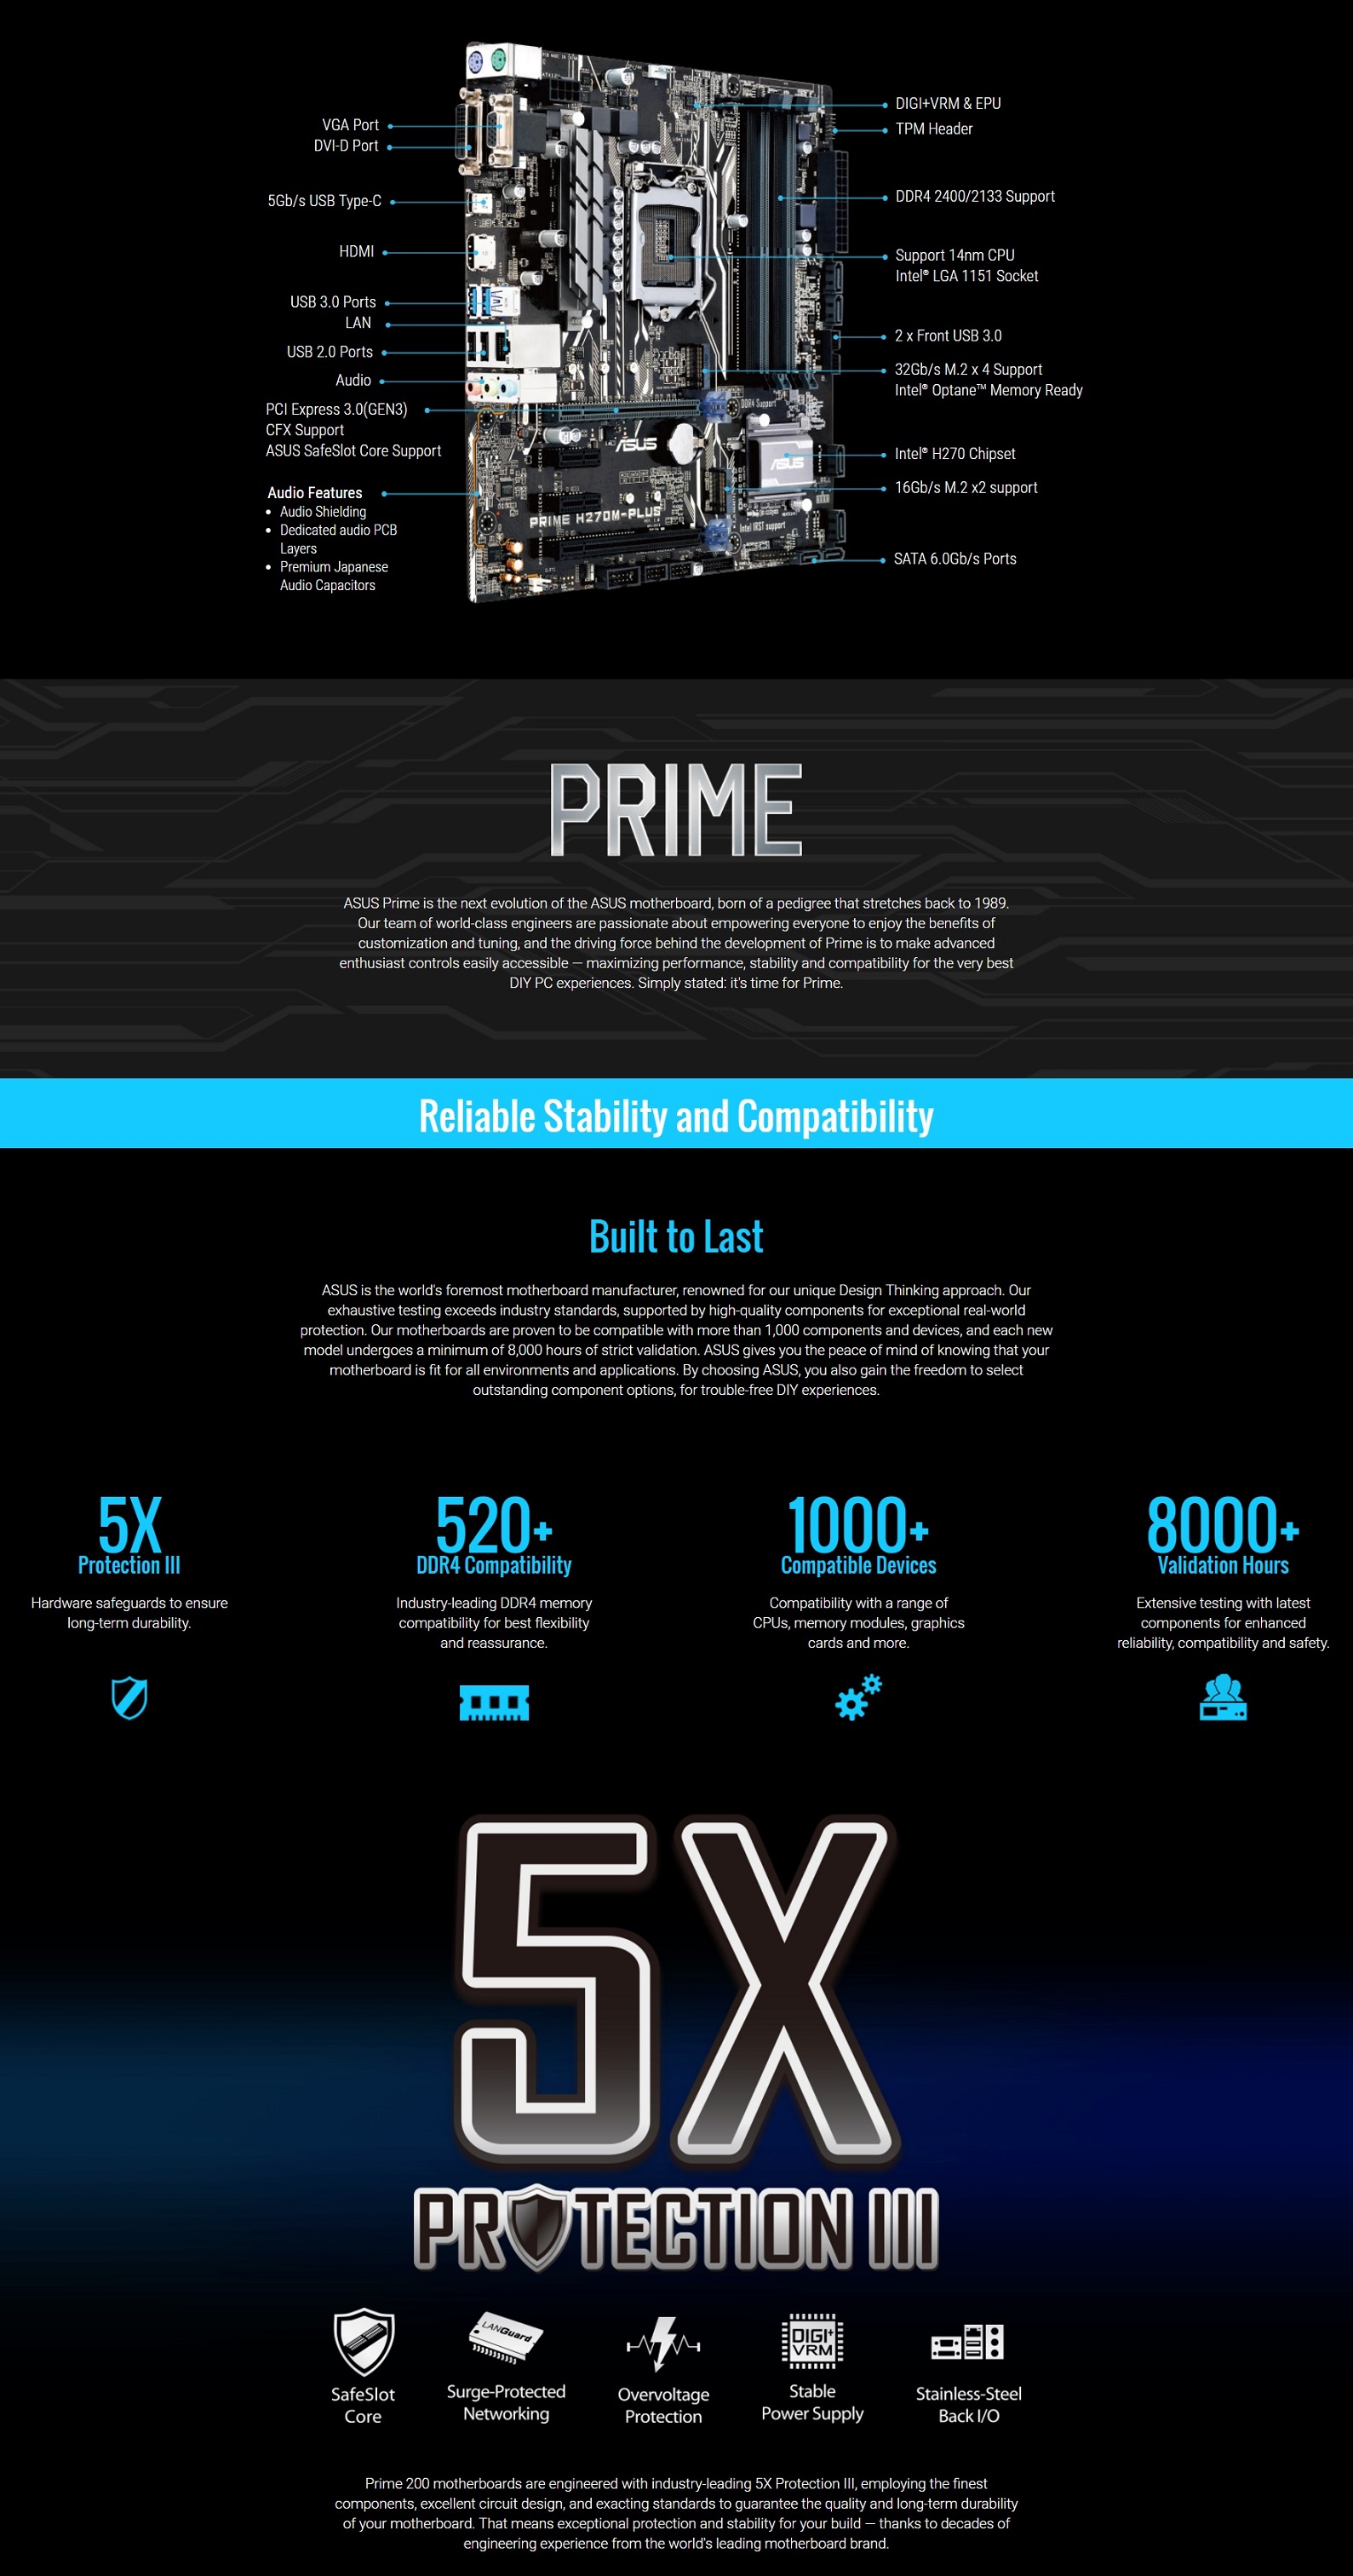 VGA Port
DVI-D Port
5Gb/s USB Type-C
HDMI
USB 3.0 Ports
LAN
USB 2.0 Ports
Audio
PCI Express 3.0(GEN3)
CFX Support
ASUS SafeSlot Core Support
Audio Features
• Audio Shielding
• Dedicated audio PCB
Layers
• Premium Japanese
Audio Capacitors
DDR4 Support
ASUS
ASUS
PRIME H270M-PLUS
Intel IRST support
DIGI+VRM & EPU
TPM Header
DDR4 2400/2133 Support
Support 14nm CPU
Intel® LGA 1151 Socket
2 x Front USB 3.0
32Gb/s M.2 x 4 Support
Intel® Optane™ Memory Ready
Intel® H270 Chipset
16Gb/s M.2 x2 support
SATA 6.0Gb/s Ports
PRIME
ASUS Prime is the next evolution of the ASUS motherboard, born of a pedigree that stretches back to 1989.
Our team of world-class engineers are passionate about empowering everyone to enjoy the benefits of
customization and tuning, and the driving force behind the development of Prime is to make advanced
enthusiast controls easily accessible — maximizing performance, stability and compatibility for the very best
DIY PC experiences. Simply stated: it's time for Prime.
Reliable Stability and Compatibility
Built to Last
ASUS is the world's foremost motherboard manufacturer, renowned for our unique Design Thinking approach. Our
exhaustive testing exceeds industry standards, supported by high-quality components for exceptional real-world
protection. Our motherboards are proven to be compatible with more than 1,000 components and devices, and each new
model undergoes a minimum of 8,000 hours of strict validation. ASUS gives you the peace of mind of knowing that your
motherboard is fit for all environments and applications. By choosing ASUS, you also gain the freedom to select
outstanding component options, for trouble-free DIY experiences.
5X
Protection III
Hardware safeguards to ensure
long-term durability.
520+
DDR4 Compatibility
Industry-leading DDR4 memory
compatibility for best flexibility
and reassurance.
1000+
Compatible Devices
Compatibility with a range of
CPUs, memory modules, graphics
cards and more.
8000+
Validation Hours
Extensive testing with latest
components for enhanced
reliability, compatibility and safety.
5X
PROTECTION III
SafeSlot
Core
LANGuard
Surge-Protected
Networking
Overvoltage
Protection
DIGI+
VRM
Stable
Power Supply
Stainless-Steel
Back I/O
Prime 200 motherboards are engineered with industry-leading 5X Protection III, employing the finest
components, excellent circuit design, and exacting standards to guarantee the quality and long-term durability
of your motherboard. That means exceptional protection and stability for your build — thanks to decades of
engineering experience from the world's leading motherboard brand.